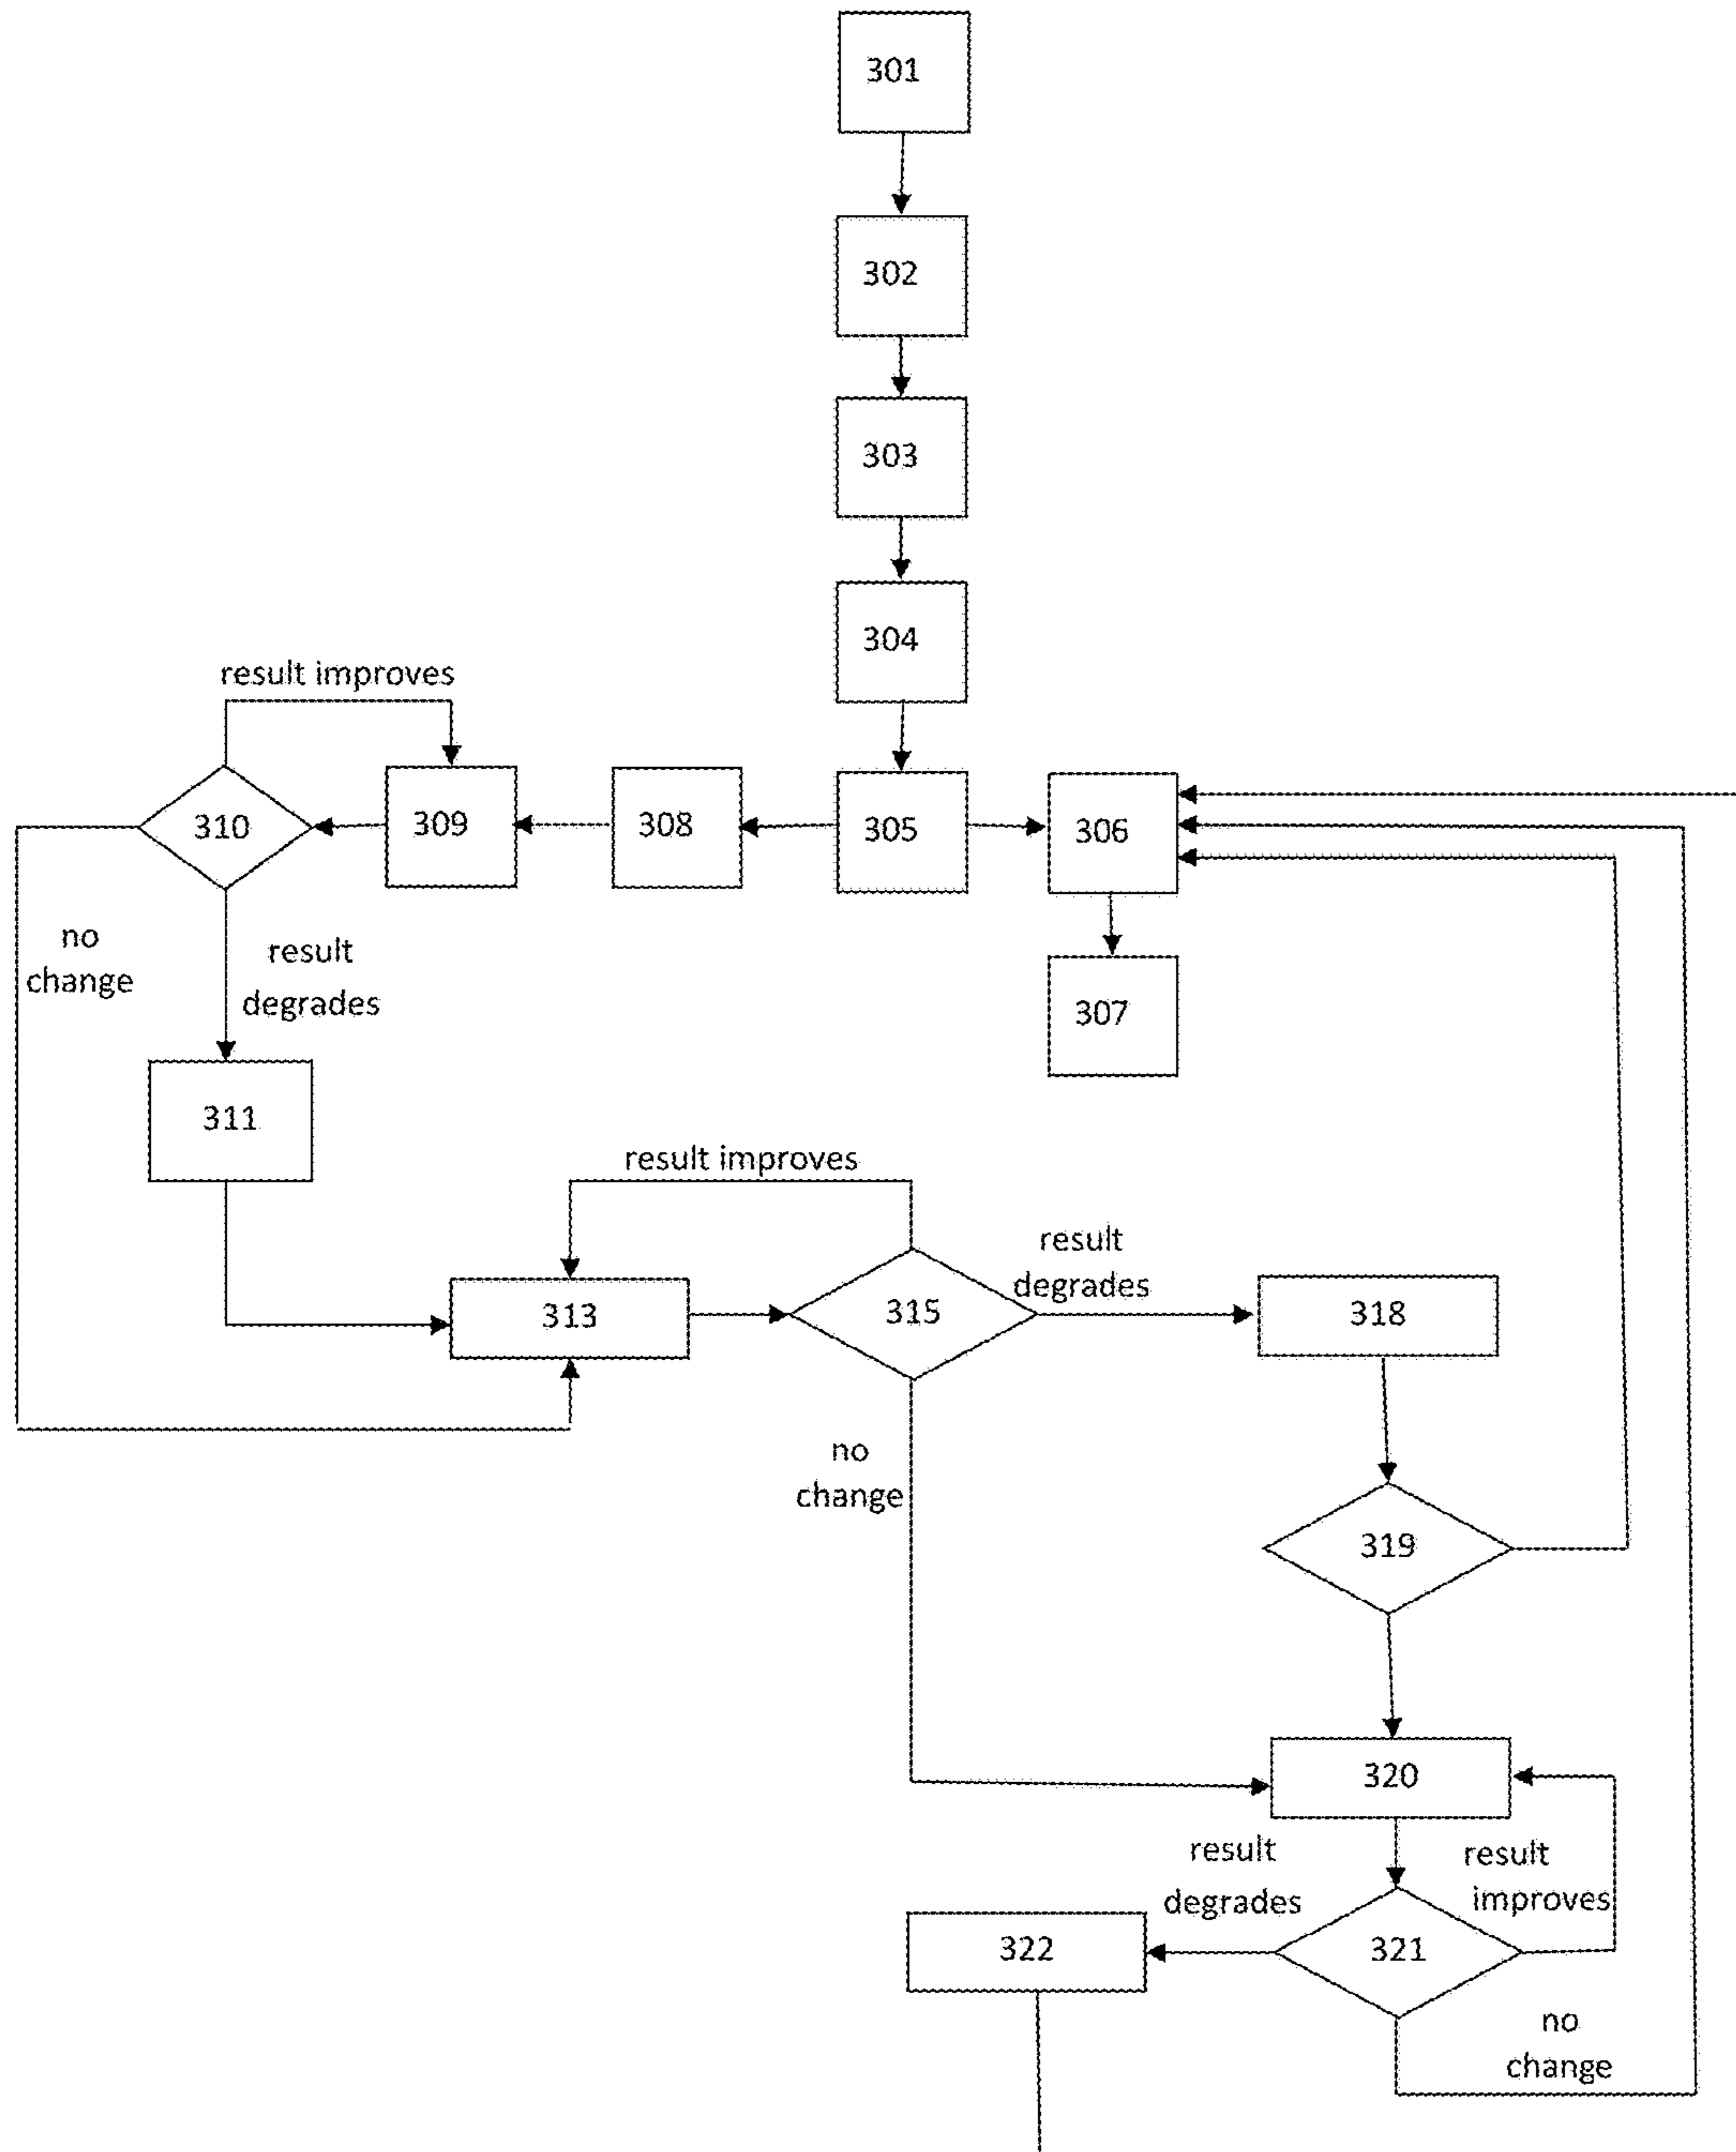 301
302
303
304
result improves
310
309
308
305
306
no
change
result
degrades
307
311
result improves
result
degrades
313
315
318
no
change
319
320
result
degrades
result
improves
322
321
no
change